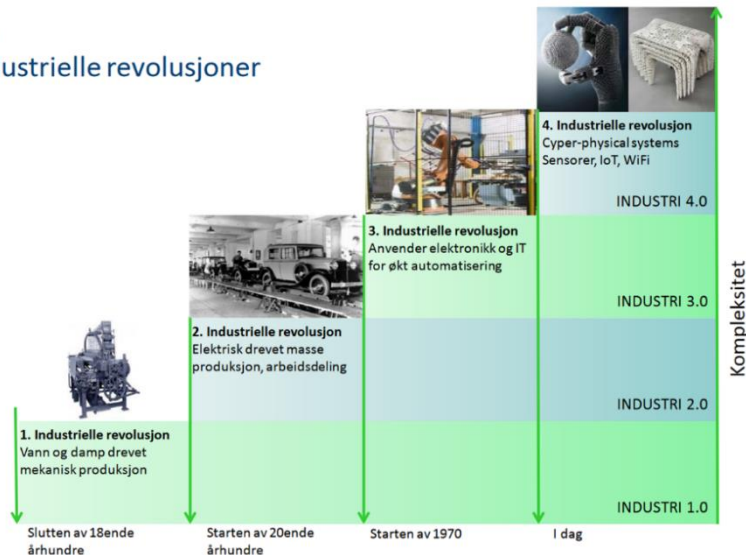 ustrielle revolusjoner
4. Industrielle revolusjon
Cyper-physical systems
Sensorer, IoT, WiFi
INDUSTRI 4.0
3. Industrielle revolusjon
Anvender elektronikk og IT
for økt automatisering
INDUSTRI 3.0
2. Industrielle revolusjon
Elektrisk drevet masse
produksjon, arbeidsdeling
INDUSTRI 2.0
1. Industrielle revolusjon
Vann og damp drevet
mekanisk produksjon
INDUSTRI 1.0
Kompleksitet
Slutten av 18ende
århundre
Starten av 20ende
århundre
Starten av 1970
I dag